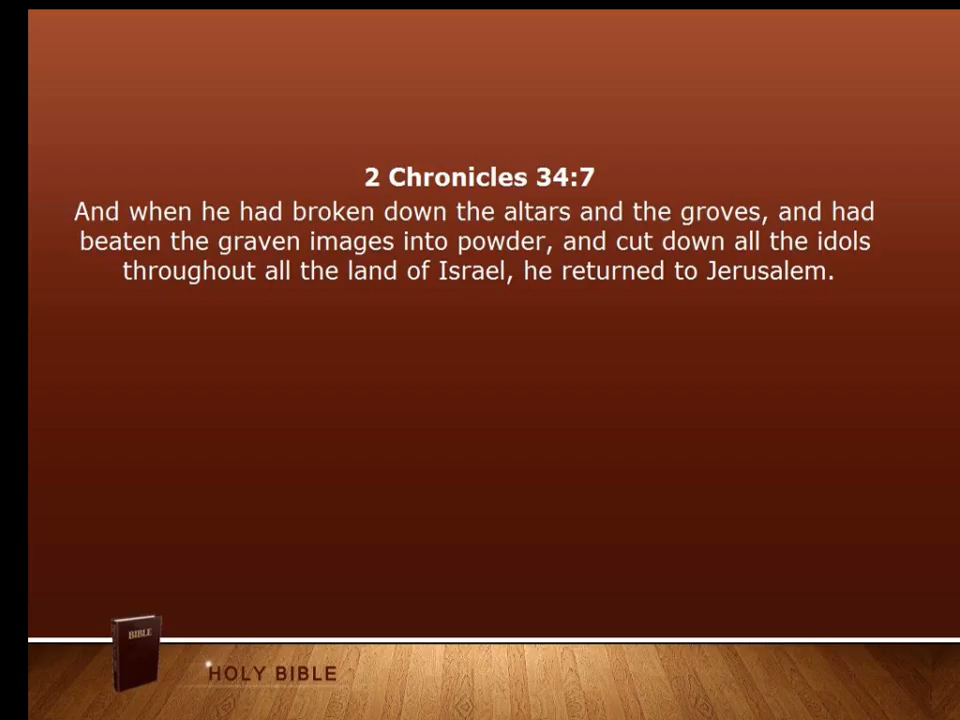 2 Chronicles 34:7
And when he had broken down the altars and the groves, and had
beaten the graven images into powder, and cut down all the idols
throughout all the land of Israel, he returned to Jerusalem.
BIBLE
HOLY BIBLE